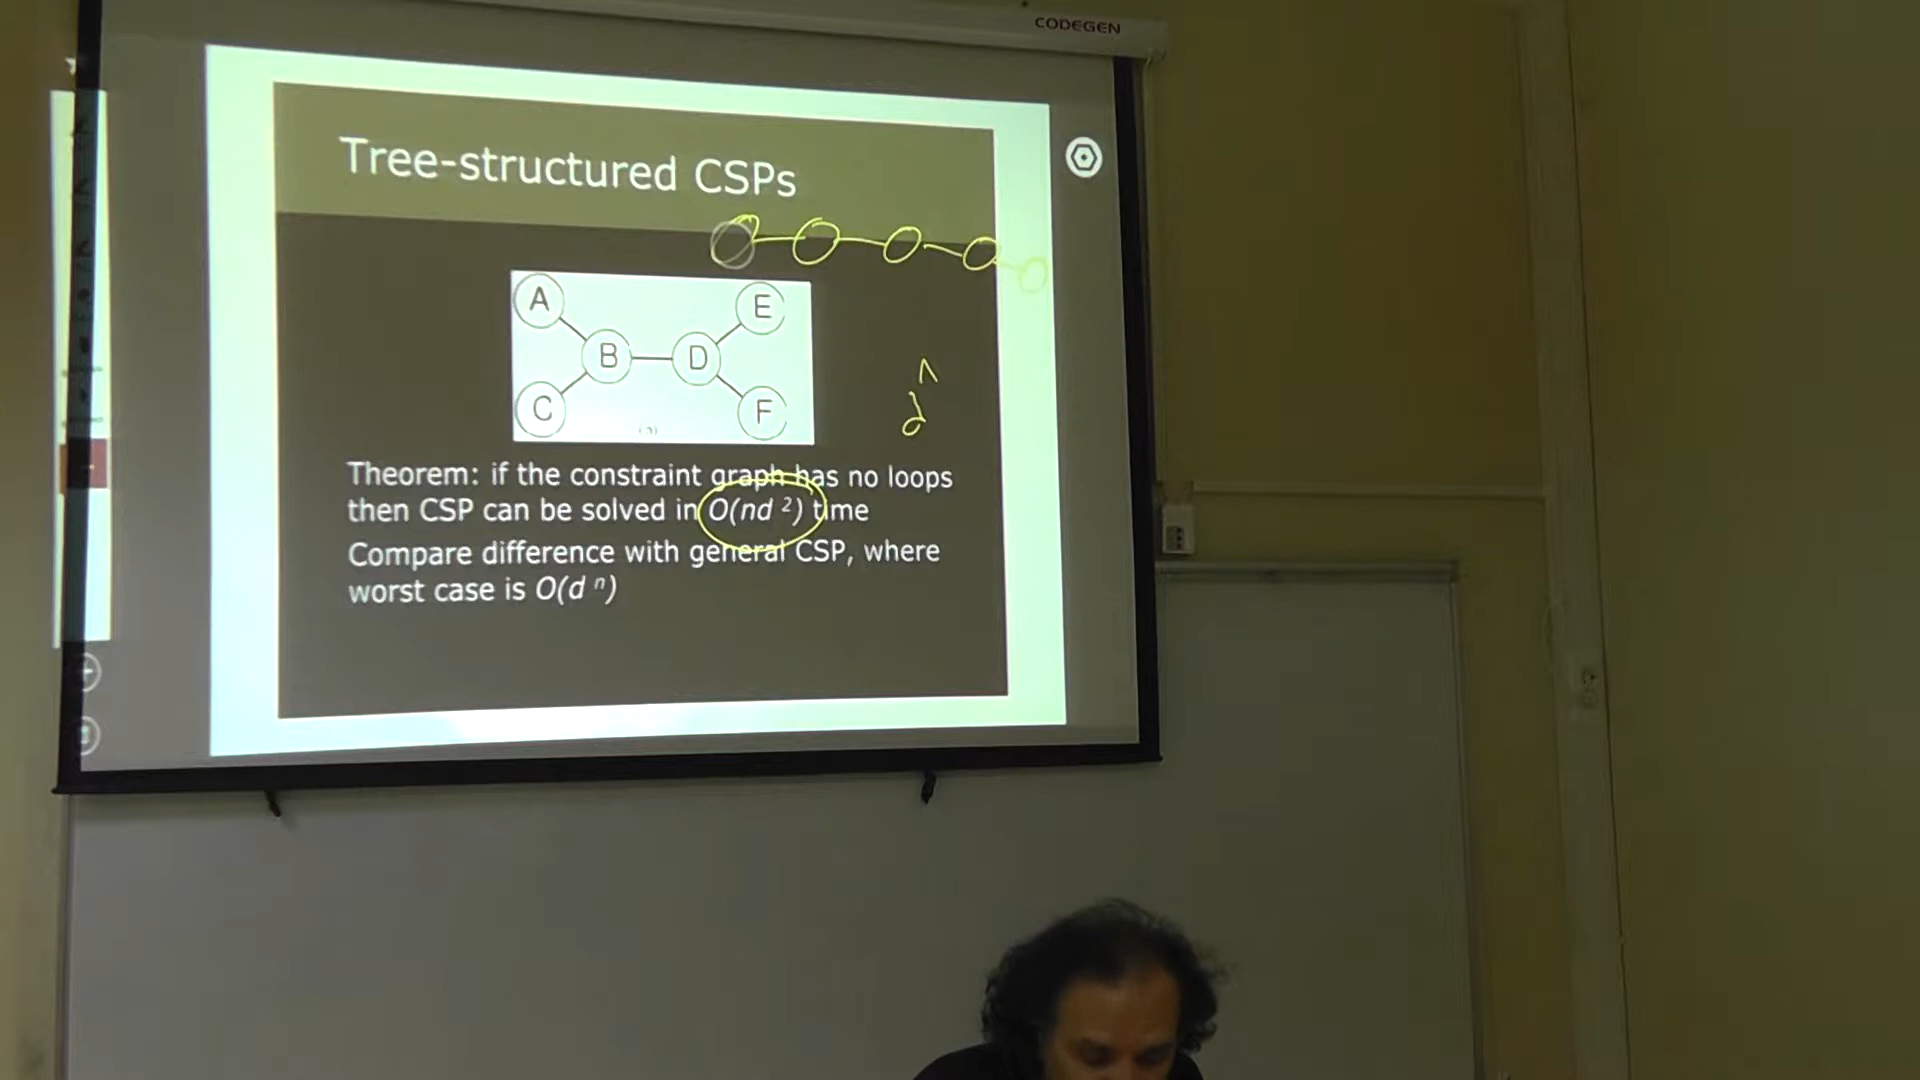 CODEGEN
Tree-structured CSPs
A
E
B
D
C
F
n
d
Theorem: if the constraint graph has no loops
then CSP can be solved in O(nd ²) time
Compare difference with general CSP, where
worst case is O(d ⁿ)